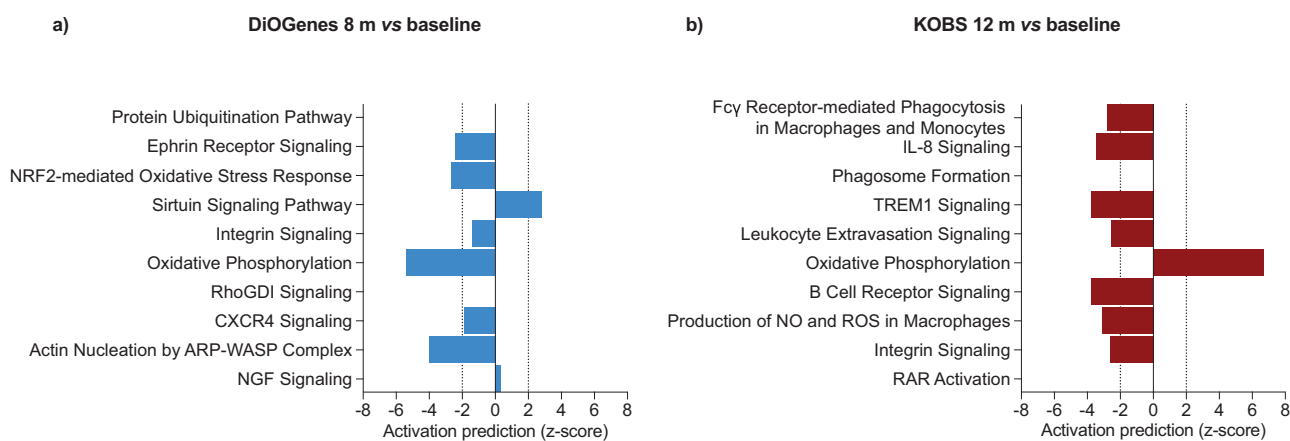 a)
DiOGenes 8 m vs baseline
Protein Ubiquitination Pathway
Ephrin Receptor Signaling
NRF2-mediated Oxidative Stress Response
Sirtuin Signaling Pathway
Integrin Signaling
Oxidative Phosphorylation
RhoGDI Signaling
CXCR4 Signaling
Actin Nucleation by ARP-WASP Complex
NGF Signaling
-8 -6 -4 -2 0 2 4 6 8
Activation prediction (z-score)
b)
KOBS 12 m vs baseline
Fcγ Receptor-mediated Phagocytosis
in Macrophages and Monocytes
IL-8 Signaling
Phagosome Formation
TREM1 Signaling
Leukocyte Extravasation Signaling
Oxidative Phosphorylation
B Cell Receptor Signaling
Production of NO and ROS in Macrophages
Integrin Signaling
RAR Activation
-8 -6 -4 -2 0 2 4 6 8
Activation prediction (z-score)